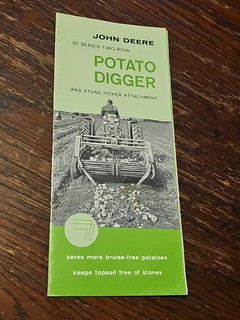 JOHN DEERE
30 SERIES TWO-ROW
POTATO
DIGGER
AND STONE PICKER ATTACHMENT
saves more bruise-free potatoes
keeps topsoil free of stones